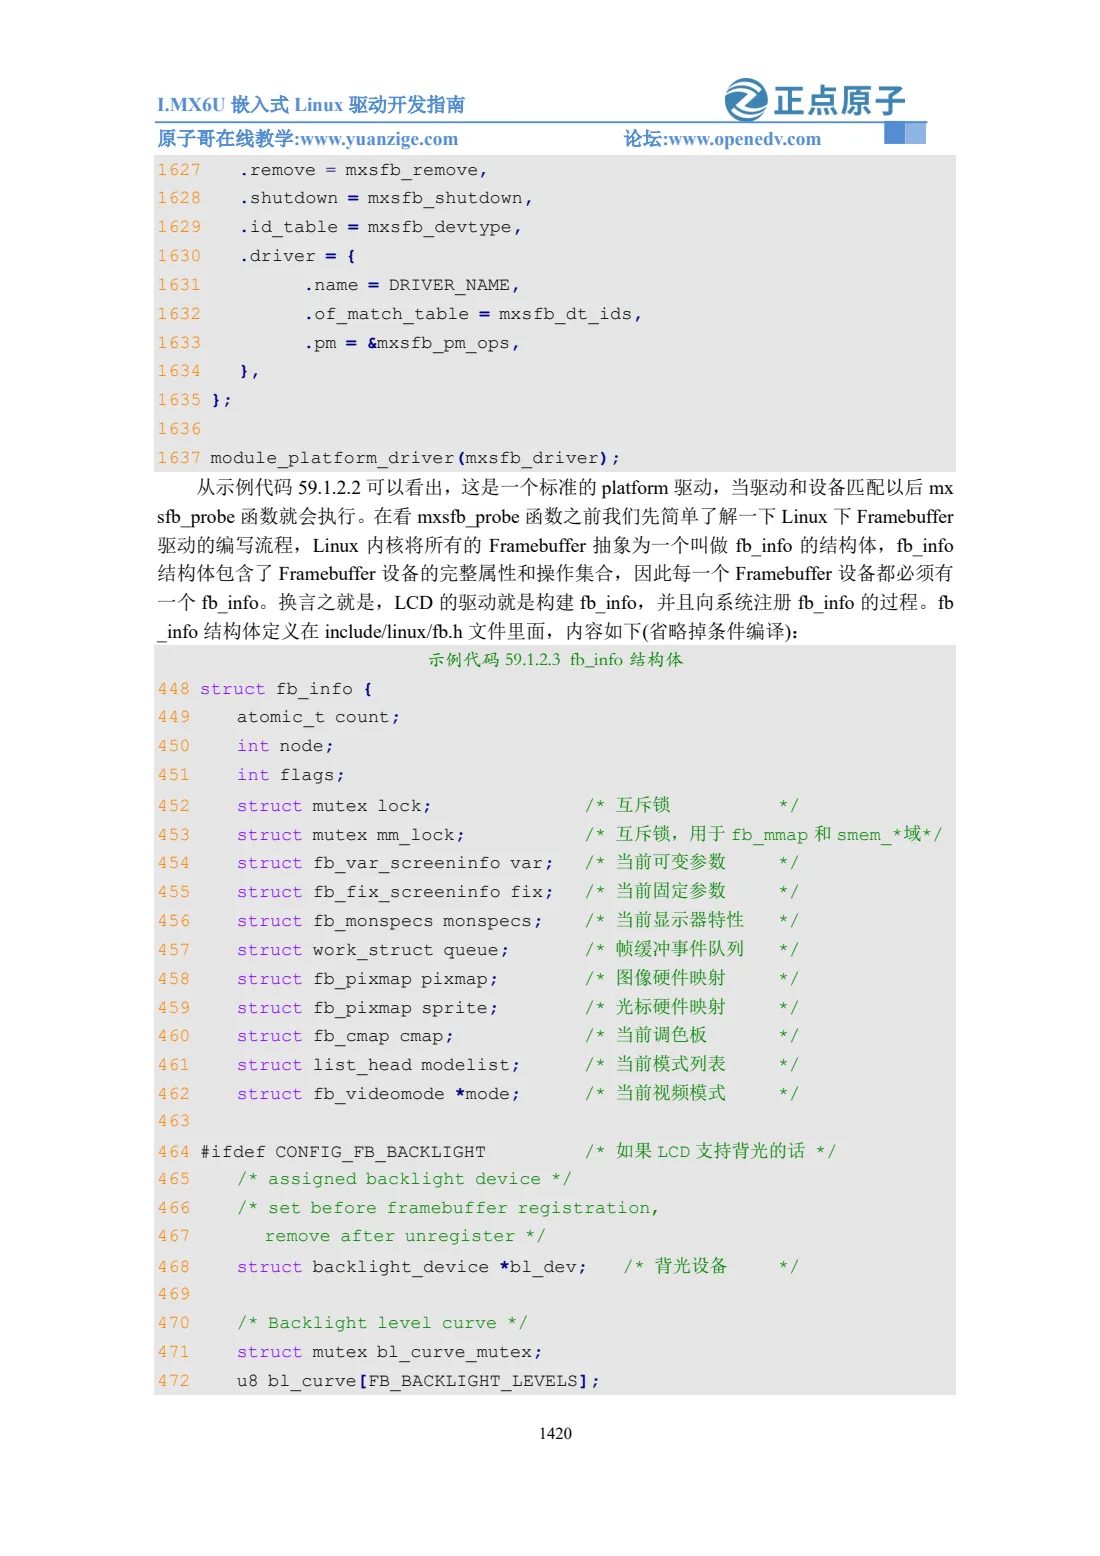 I.MX6U 嵌入式 Linux 驱动开发指南
正点原子
原子哥在线教学:www.yuanzige.com 论坛:www.openedv.com
1627 .remove = mxsfb_remove,
1628 .shutdown = mxsfb_shutdown,
1629 .id_table = mxsfb_devtype,
1630 .driver = {
1631 .name = DRIVER_NAME,
1632 .of_match_table = mxsfb_dt_ids,
1633 .pm = &mxsfb_pm_ops,
1634 },
1635 };
1636
1637 module_platform_driver(mxsfb_driver);
从示例代码 59.1.2.2 可以看出，这是一个标准的 platform 驱动，当驱动和设备匹配以后 mx
sfb_probe 函数就会执行。在看 mxsfb_probe 函数之前我们先简单了解一下 Linux 下 Framebuffer
驱动的编写流程，Linux 内核将所有的 Framebuffer 抽象为一个叫做 fb_info 的结构体，fb_info
结构体包含了 Framebuffer 设备的完整属性和操作集合，因此每一个 Framebuffer 设备都必须有
一个 fb_info。换言之就是，LCD 的驱动就是构建 fb_info，并且向系统注册 fb_info 的过程。fb
_info 结构体定义在 include/linux/fb.h 文件里面，内容如下(省略掉条件编译)：
示例代码 59.1.2.3 fb_info 结构体
448 struct fb_info {
449 atomic_t count;
450 int node;
451 int flags;
452 struct mutex lock; /* 互斥锁 */
453 struct mutex mm_lock; /* 互斥锁，用于 fb_mmap 和 smem_*域*/
454 struct fb_var_screeninfo var; /* 当前可变参数 */
455 struct fb_fix_screeninfo fix; /* 当前固定参数 */
456 struct fb_monspecs monspecs; /* 当前显示器特性 */
457 struct work_struct queue; /* 帧缓冲事件队列 */
458 struct fb_pixmap pixmap; /* 图像硬件映射 */
459 struct fb_pixmap sprite; /* 光标硬件映射 */
460 struct fb_cmap cmap; /* 当前调色板 */
461 struct list_head modelist; /* 当前模式列表 */
462 struct fb_videomode *mode; /* 当前视频模式 */
463
464 #ifdef CONFIG_FB_BACKLIGHT /* 如果 LCD 支持背光的话 */
465 /* assigned backlight device */
466 /* set before framebuffer registration,
467 remove after unregister */
468 struct backlight_device *bl_dev; /* 背光设备 */
469
470 /* Backlight level curve */
471 struct mutex bl_curve_mutex;
472 u8 bl_curve[FB_BACKLIGHT_LEVELS];
1420